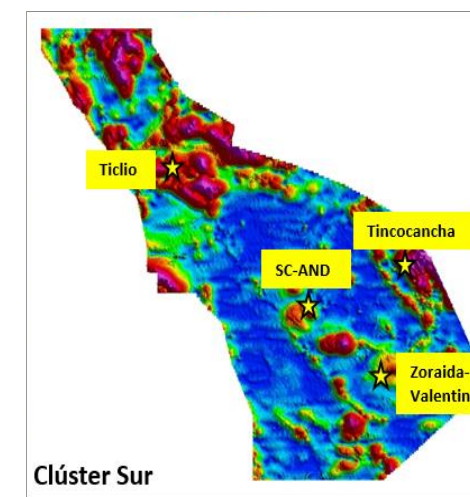 Ticlio
Tincocancha
SC-AND
Zoraida-
Valentin
Clúster Sur